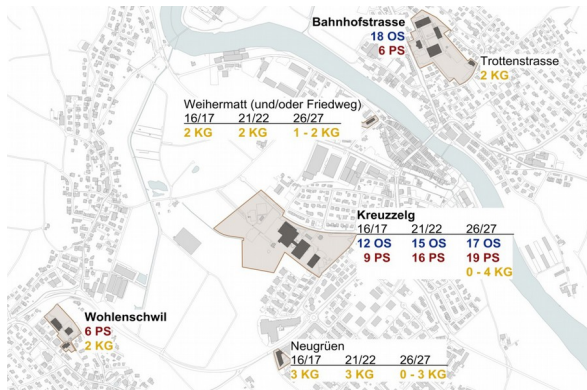 Bahnhofstrasse
18 OS
6 PS
Trottenstrasse
2 KG
Weihermatt (und/oder Friedweg)
16/17 21/22 26/27
2 KG 2 KG 1 - 2 KG
Kreuzzelg
16/17 21/22 26/27
12 OS 15 OS 17 OS
9 PS 16 PS 19 PS
0 - 4 KG
Wohlenschwil
6 PS
2 KG
Neugrüen
16/17 21/22 26/27
3 KG 3 KG 0 - 3 KG